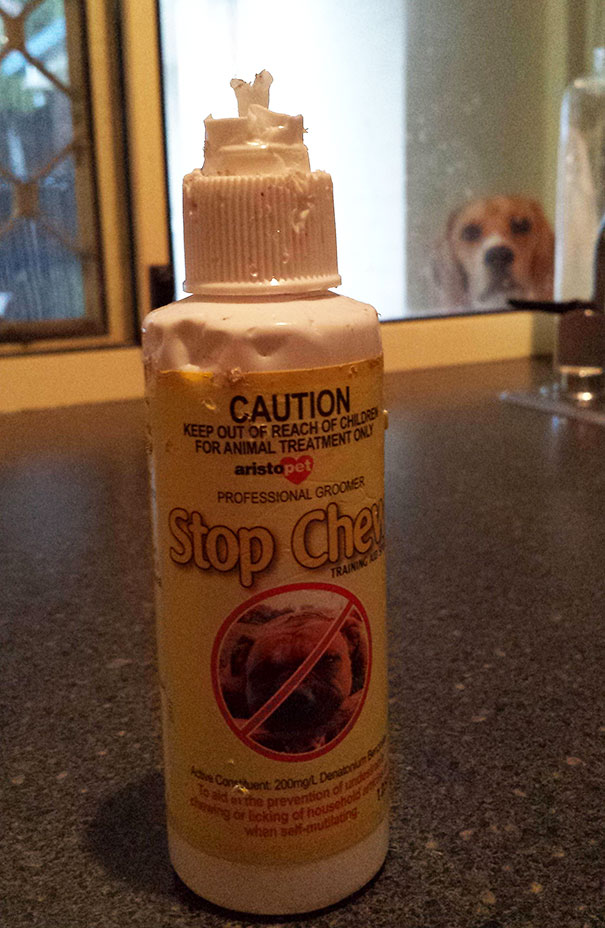 CAUTION
KEEP OUT OF REACH OF CHILDREN
FOR ANIMAL TREATMENT ONLY
aristopet
PROFESSIONAL GROOMER
Stop Chew
TRAINING
Active Constituent: 200mg/L Denatonium
To aid in the prevention of
chewing or licking of household
when self-mutilating